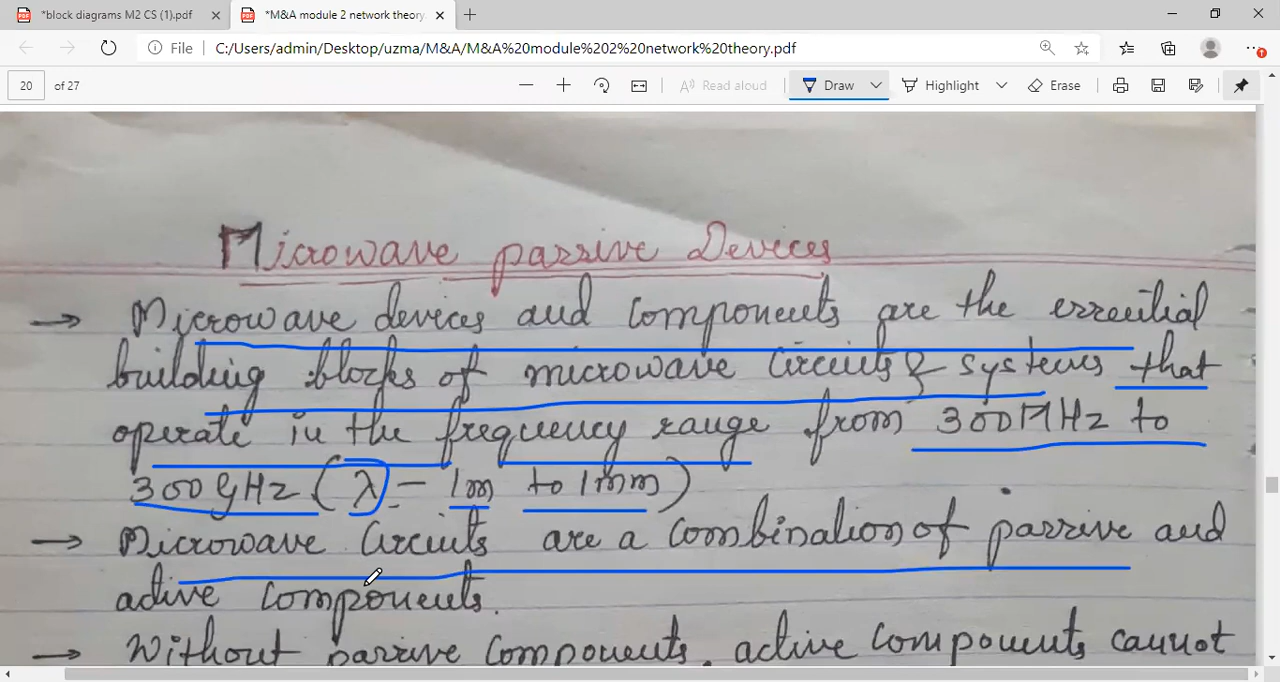 *block diagrams M2 CS (1).pdf
*M&A module 2 network theory.
File
C:/Users/admin/Desktop/uzma/M&A/M&A%20module%202%20network%20theory.pdf
20 of 27
Read aloud
Draw
Highlight
Erase
Microwave passive Devices
→ Microwave devices and components are the essential
building blocks of microwave circuits & systems that
operate in the frequency range from 300MHz to
300GHz (λ - 1m to 1mm)
→ Microwave Circuits are a combination of passive and
active components.
→ Without passive components, active components cannot